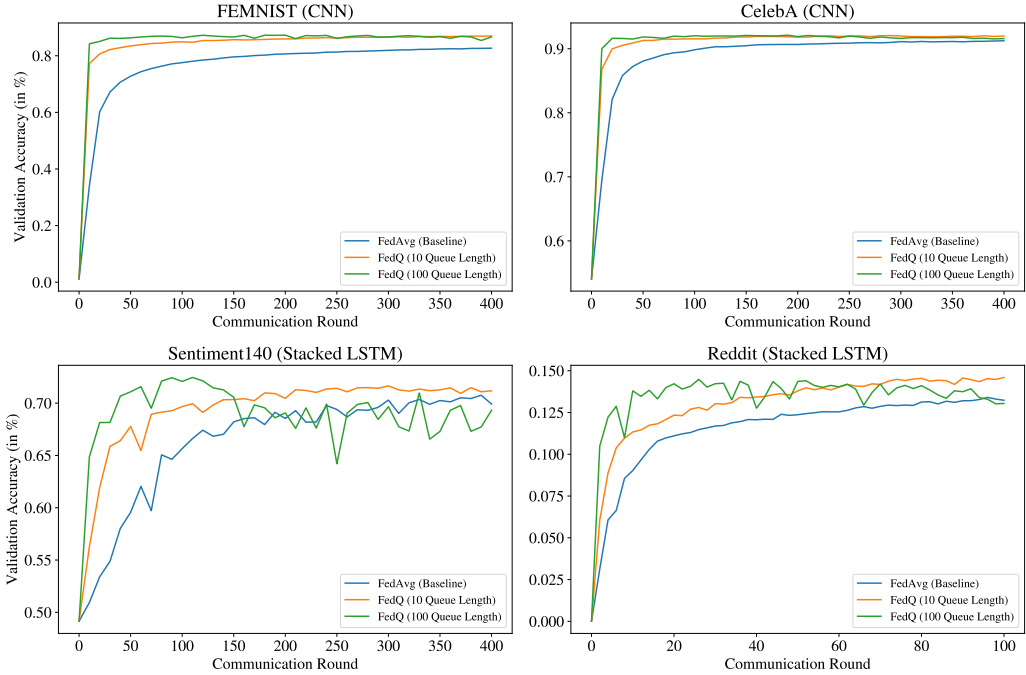 FEMNIST (CNN)
Validation Accuracy (in %)
0.8
0.6
0.4
0.2
0.0
0 50 100 150 200 250 300 350 400
Communication Round
FedAvg (Baseline)
FedQ (10 Queue Length)
FedQ (100 Queue Length)
CelebA (CNN)
0.9
0.8
0.7
0.6
0 50 100 150 200 250 300 350 400
Communication Round
FedAvg (Baseline)
FedQ (10 Queue Length)
FedQ (100 Queue Length)
Sentiment140 (Stacked LSTM)
Validation Accuracy (in %)
0.70
0.65
0.60
0.55
0.50
0 50 100 150 200 250 300 350 400
Communication Round
FedAvg (Baseline)
FedQ (10 Queue Length)
FedQ (100 Queue Length)
Reddit (Stacked LSTM)
0.150
0.125
0.100
0.075
0.050
0.025
0.000
0 20 40 60 80 100
Communication Round
FedAvg (Baseline)
FedQ (10 Queue Length)
FedQ (100 Queue Length)